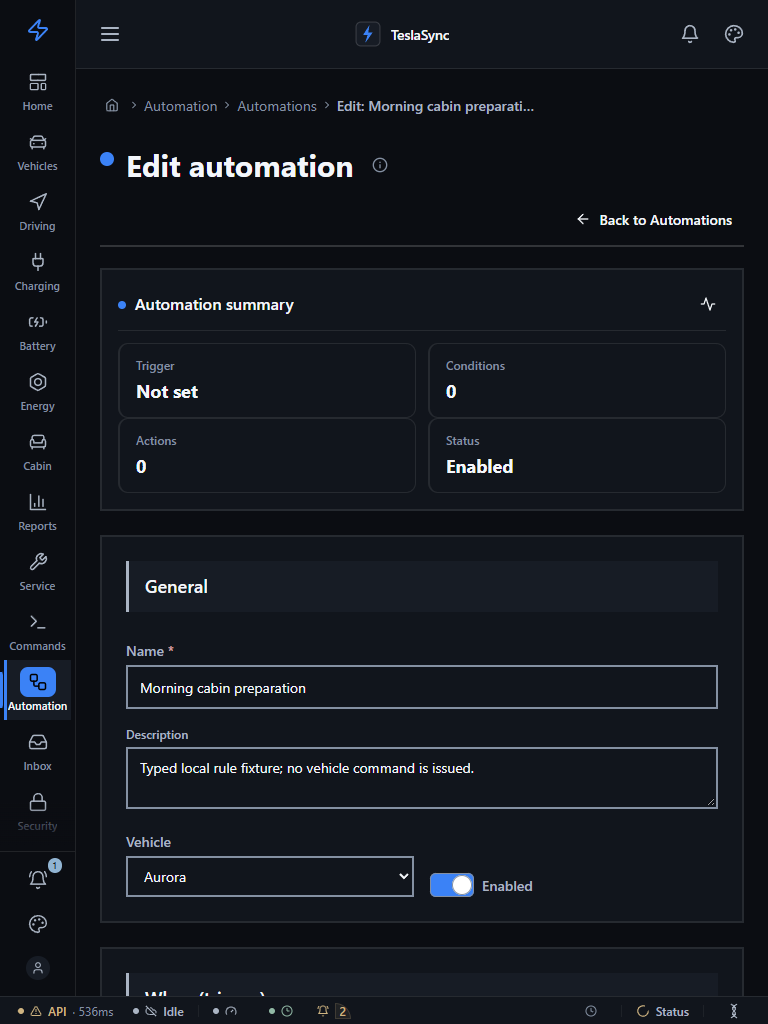 TeslaSync
Home
Vehicles
Driving
Charging
Battery
Energy
Cabin
Reports
Service
Commands
Automation
Inbox
Security
1
Automation > Automations > Edit: Morning cabin preparati...
Edit automation
Back to Automations
Automation summary
Trigger
Not set
Conditions
0
Actions
0
Status
Enabled
General
Name *
Morning cabin preparation
Description
Typed local rule fixture; no vehicle command is issued.
Vehicle
Aurora
Enabled
API · 536ms
Idle
2
Status